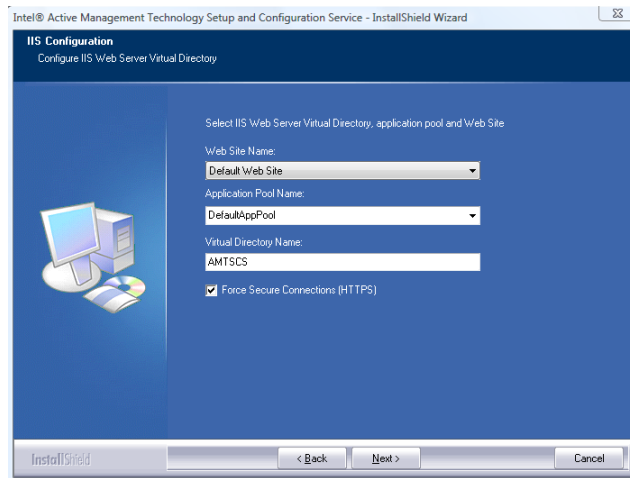 Intel® Active Management Technology Setup and Configuration Service - InstallShield Wizard
IIS Configuration
Configure IIS Web Server Virtual Directory
Select IIS Web Server Virtual Directory, application pool and Web Site
Web Site Name:
Default Web Site
Application Pool Name:
DefaultAppPool
Virtual Directory Name:
AMTSCS
Force Secure Connections (HTTPS)
InstallShield
< Back
Next >
Cancel